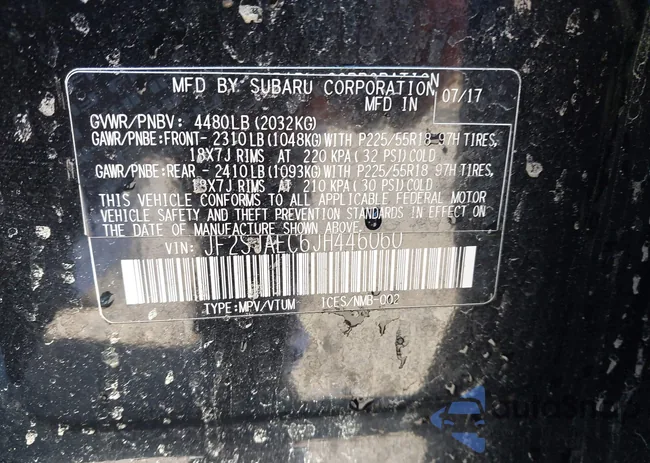 MFD BY SUBARU CORPORATION
MFD IN 07/17
GVWR/PNBV: 4480LB(2032KG)
GAWR/PNBE:FRONT- 2310LB(1048KG)WITH P225/55R18 97H TIRES,
18X7J RIMS AT 220 KPA(32 PSI)COLD
GAWR/PNBE:REAR - 2410LB(1093KG)WITH P225/55R18 97H TIRES,
18X7J RIMS AT 210 KPA(30 PSI)COLD
THIS VEHICLE CONFORMS TO ALL APPLICABLE FEDERAL MOTOR
VEHICLE SAFETY AND THEFT PREVENTION STANDARDS IN EFFECT ON
THE DATE OF MANUFACTURE SHOWN ABOVE.
VIN: JF2SJAEC6JH446060
TYPE:MPV/VTUM ICES/NMB-002